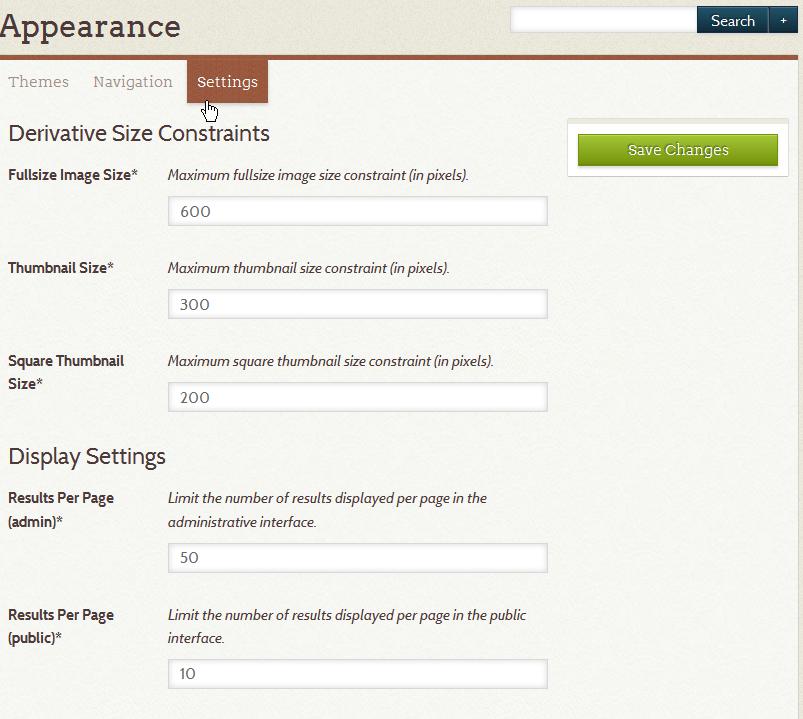 Appearance
Search +
Themes Navigation Settings
Derivative Size Constraints
Save Changes
Fullsize Image Size* Maximum fullsize image size constraint (in pixels).
600
Thumbnail Size* Maximum thumbnail size constraint (in pixels).
300
Square Thumbnail Maximum square thumbnail size constraint (in pixels).
Size*
200
Display Settings
Results Per Page Limit the number of results displayed per page in the
(admin)* administrative interface.
50
Results Per Page Limit the number of results displayed per page in the public
(public)* interface.
10